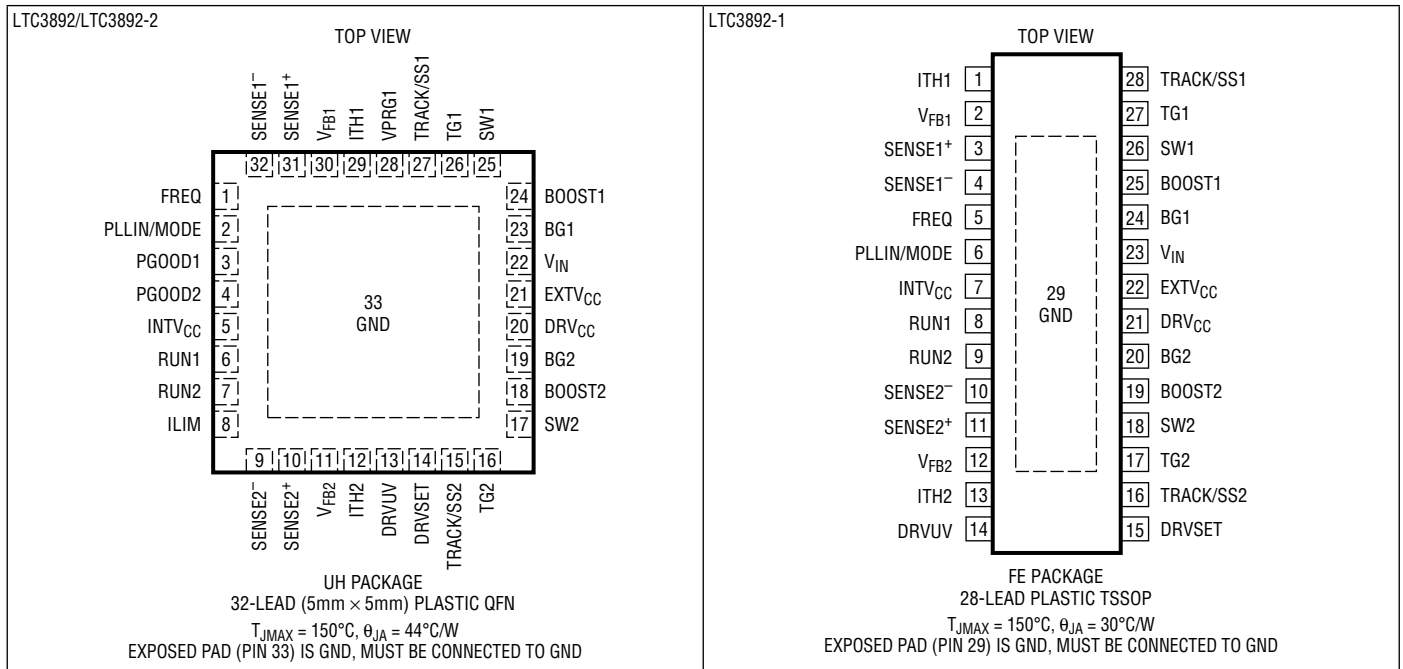 LTC3892/LTC3892-2
TOP VIEW
SENSE1–
SENSE1+
VFB1
ITH1
VPRG1
TRACK/SS1
TG1
SW1
32 31 30 29 28 27 26 25
FREQ 1
PLLIN/MODE 2
PGOOD1 3
PGOOD2 4
INTVCC 5
RUN1 6
RUN2 7
ILIM 8
33
GND
24 BOOST1
23 BG1
22 VIN
21 EXTVCC
20 DRVCC
19 BG2
18 BOOST2
17 SW2
9 10 11 12 13 14 15 16
SENSE2–
SENSE2+
VFB2
ITH2
DRVUV
DRVSET
TRACK/SS2
TG2
UH PACKAGE
32-LEAD (5mm × 5mm) PLASTIC QFN
TJMAX = 150°C, θJA = 44°C/W
EXPOSED PAD (PIN 33) IS GND, MUST BE CONNECTED TO GND
LTC3892-1
TOP VIEW
ITH1 1
VFB1 2
SENSE1+ 3
SENSE1– 4
FREQ 5
PLLIN/MODE 6
INTVCC 7
RUN1 8
RUN2 9
SENSE2– 10
SENSE2+ 11
VFB2 12
ITH2 13
DRVUV 14
29
GND
28 TRACK/SS1
27 TG1
26 SW1
25 BOOST1
24 BG1
23 VIN
22 EXTVCC
21 DRVCC
20 BG2
19 BOOST2
18 SW2
17 TG2
16 TRACK/SS2
15 DRVSET
FE PACKAGE
28-LEAD PLASTIC TSSOP
TJMAX = 150°C, θJA = 30°C/W
EXPOSED PAD (PIN 29) IS GND, MUST BE CONNECTED TO GND